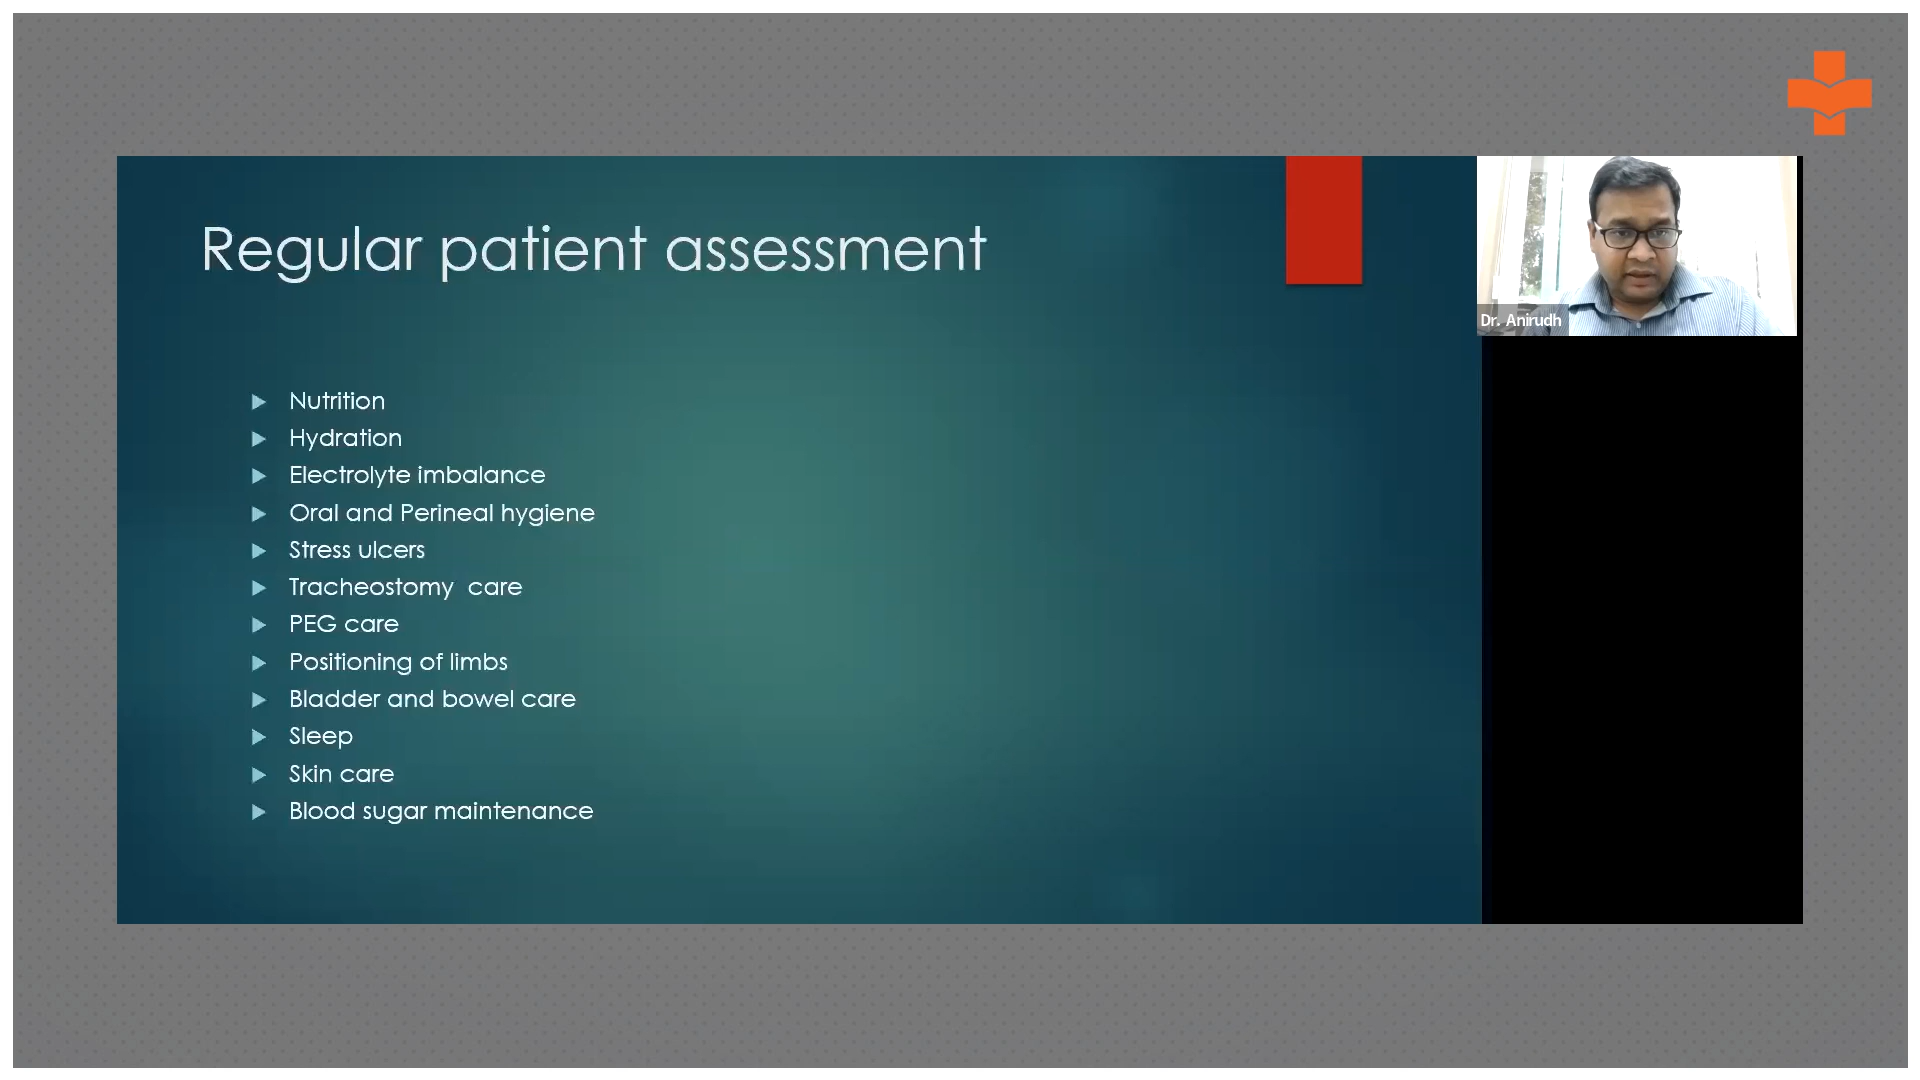 Regular patient assessment
Nutrition
Hydration
Electrolyte imbalance
Oral and Perineal hygiene
Stress ulcers
Tracheostomy  care
PEG care
Positioning of limbs
Bladder and bowel care
Sleep
Skin care
Blood sugar maintenance
Dr. Anirudh